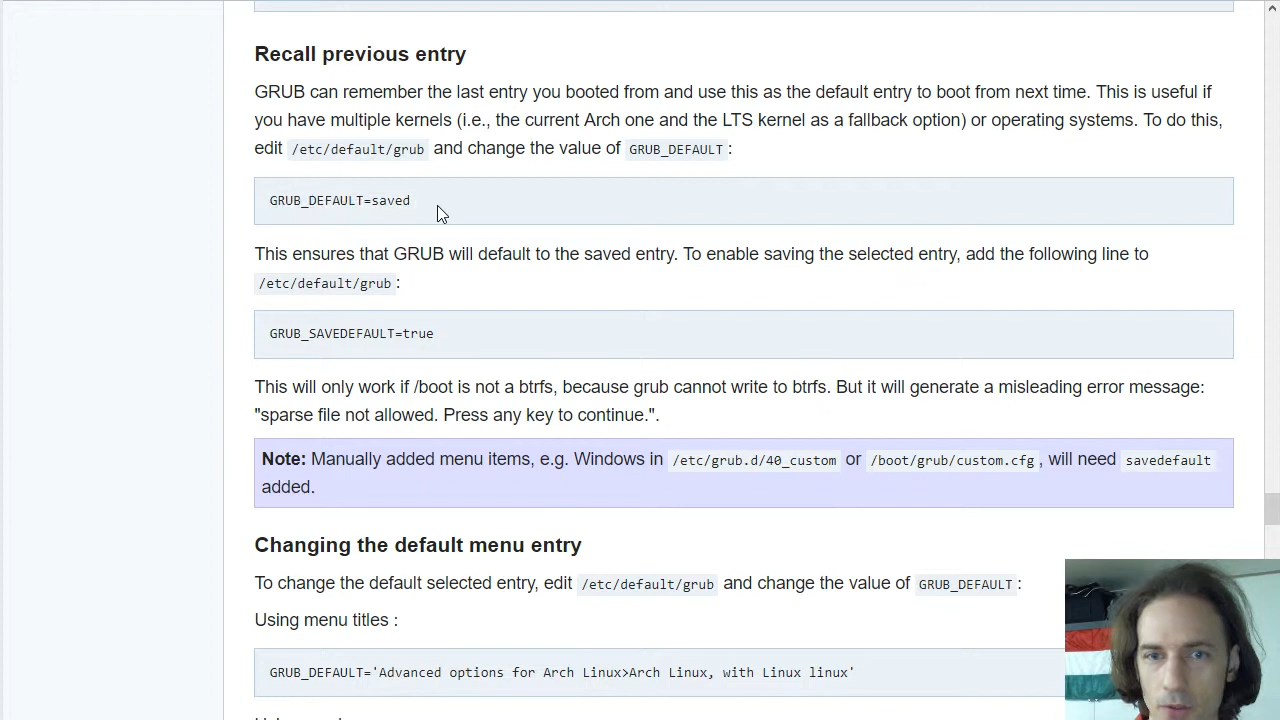 Recall previous entry
GRUB can remember the last entry you booted from and use this as the default entry to boot from next time. This is useful if
you have multiple kernels (i.e., the current Arch one and the LTS kernel as a fallback option) or operating systems. To do this,
edit /etc/default/grub and change the value of GRUB_DEFAULT:
GRUB_DEFAULT=saved
This ensures that GRUB will default to the saved entry. To enable saving the selected entry, add the following line to
/etc/default/grub:
GRUB_SAVEDEFAULT=true
This will only work if /boot is not a btrfs, because grub cannot write to btrfs. But it will generate a misleading error message:
"sparse file not allowed. Press any key to continue.".
Note: Manually added menu items, e.g. Windows in /etc/grub.d/40_custom or /boot/grub/custom.cfg, will need savedefault
added.
Changing the default menu entry
To change the default selected entry, edit /etc/default/grub and change the value of GRUB_DEFAULT:
Using menu titles :
GRUB_DEFAULT='Advanced options for Arch Linux>Arch Linux, with Linux linux'